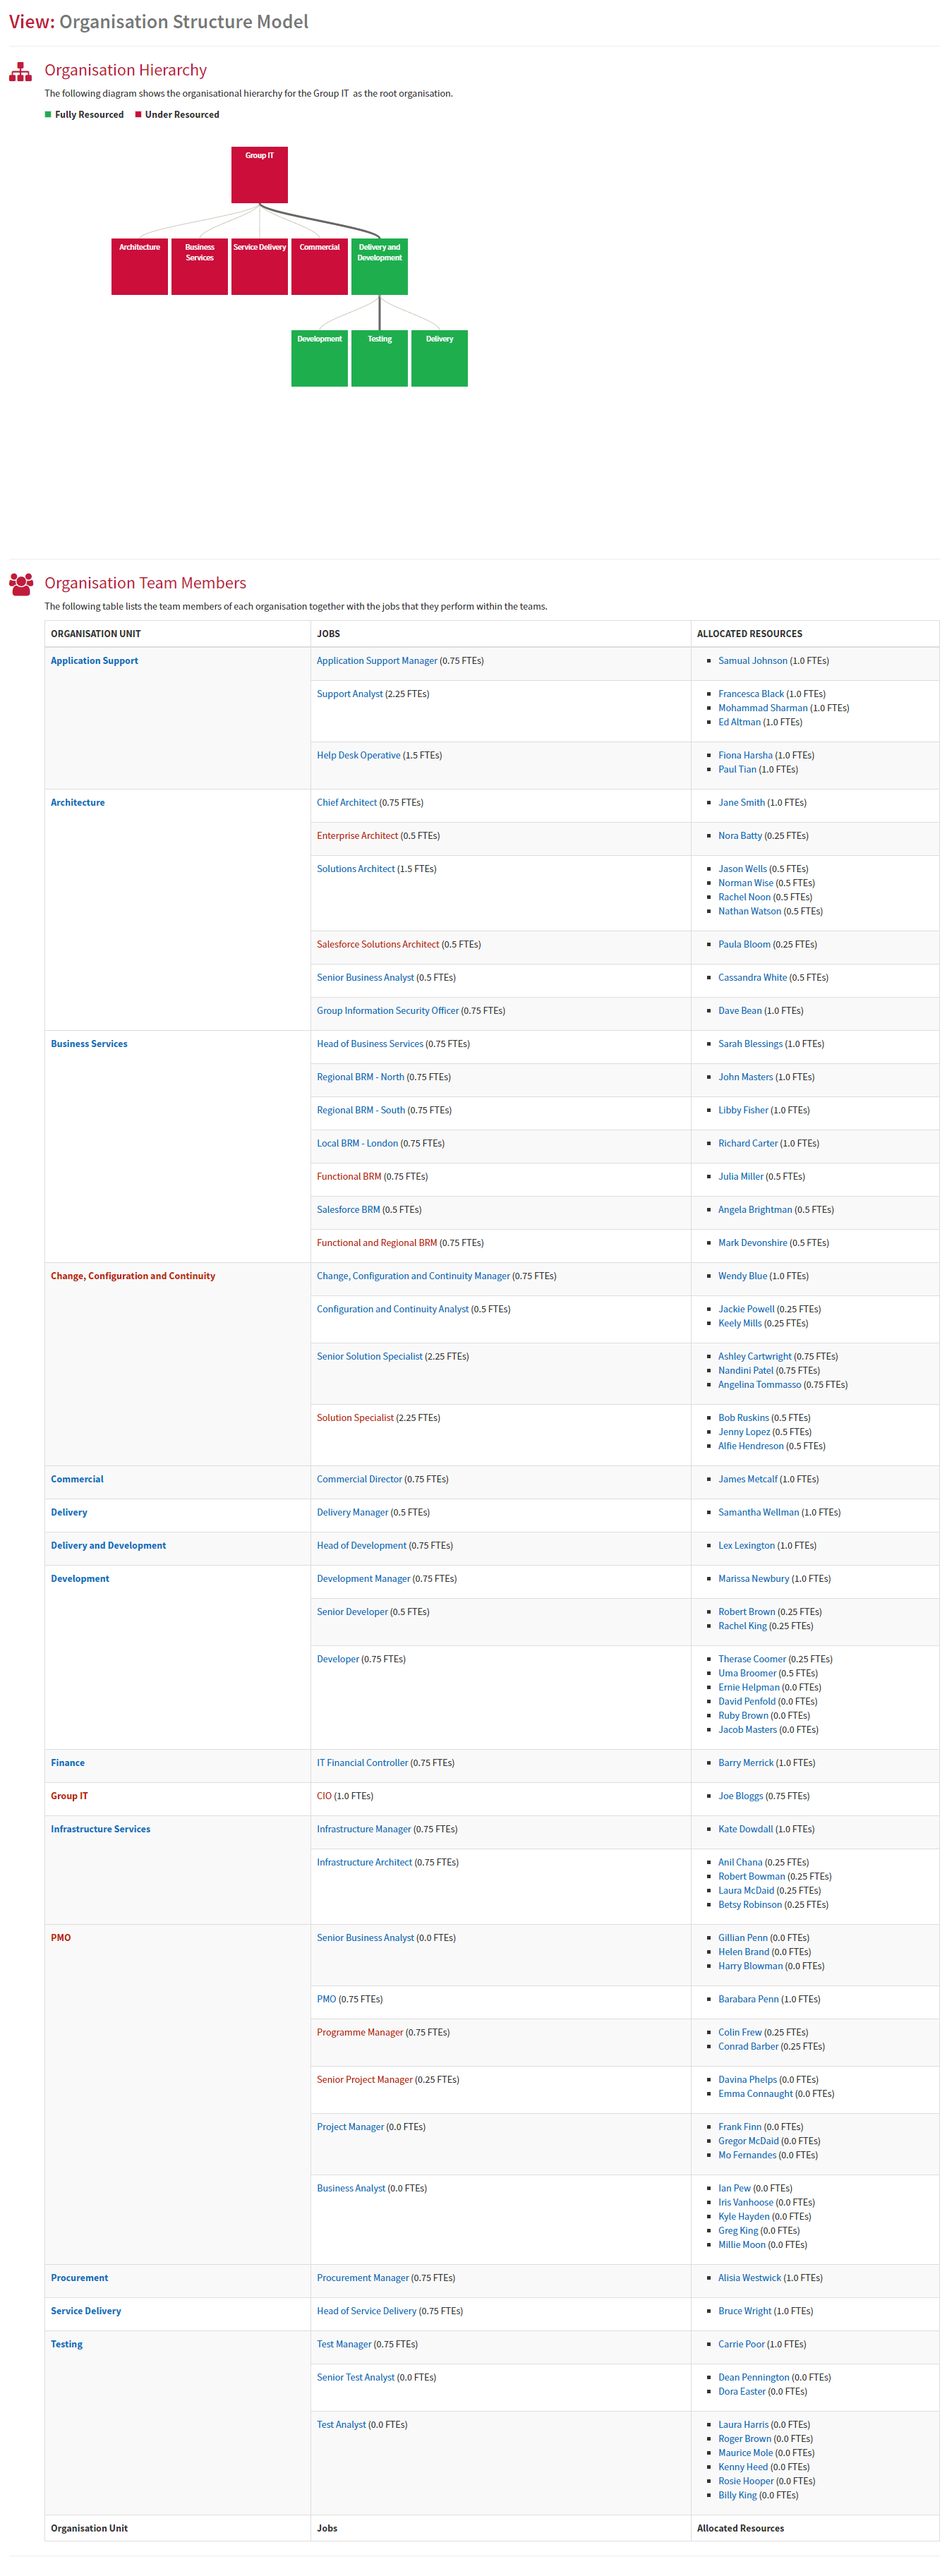 View: Organisation Structure Model
Organisation Hierarchy
The following diagram shows the organisational hierarchy for the Group IT as the root organisation.
Fully Resourced Under Resourced
Group IT
Architecture
Business
Services
Service Delivery
Commercial
Delivery and
Development
Development
Testing
Delivery
Organisation Team Members
The following table lists the team members of each organisation together with the jobs that they perform within the teams.
ORGANISATION UNIT JOBS ALLOCATED RESOURCES
Application Support Application Support Manager (0.75 FTEs) Samual Johnson (1.0 FTEs)
Support Analyst (2.25 FTEs) Francesca Black (1.0 FTEs)
Mohammad Sharman (1.0 FTEs)
Ed Altman (1.0 FTEs)
Help Desk Operative (1.5 FTEs) Fiona Harsha (1.0 FTEs)
Paul Tian (1.0 FTEs)
Architecture Chief Architect (0.75 FTEs) Jane Smith (1.0 FTEs)
Enterprise Architect (0.5 FTEs) Nora Batty (0.25 FTEs)
Solutions Architect (1.5 FTEs) Jason Wells (0.5 FTEs)
Norman Wise (0.5 FTEs)
Rachel Noon (0.5 FTEs)
Nathan Watson (0.5 FTEs)
Salesforce Solutions Architect (0.5 FTEs) Paula Bloom (0.25 FTEs)
Senior Business Analyst (0.5 FTEs) Cassandra White (0.5 FTEs)
Group Information Security Officer (0.75 FTEs) Dave Bean (1.0 FTEs)
Business Services Head of Business Services (0.75 FTEs) Sarah Blessings (1.0 FTEs)
Regional BRM - North (0.75 FTEs) John Masters (1.0 FTEs)
Regional BRM - South (0.75 FTEs) Libby Fisher (1.0 FTEs)
Local BRM - London (0.75 FTEs) Richard Carter (1.0 FTEs)
Functional BRM (0.75 FTEs) Julia Miller (0.5 FTEs)
Salesforce BRM (0.5 FTEs) Angela Brightman (0.5 FTEs)
Functional and Regional BRM (0.75 FTEs) Mark Devonshire (0.5 FTEs)
Change, Configuration and Continuity Change, Configuration and Continuity Manager (0.75 FTEs) Wendy Blue (1.0 FTEs)
Configuration and Continuity Analyst (0.5 FTEs) Jackie Powell (0.25 FTEs)
Keely Mills (0.25 FTEs)
Senior Solution Specialist (2.25 FTEs) Ashley Cartwright (0.75 FTEs)
Nandini Patel (0.75 FTEs)
Angelina Tommasso (0.75 FTEs)
Solution Specialist (2.25 FTEs) Bob Ruskins (0.5 FTEs)
Jenny Lopez (0.5 FTEs)
Alfie Hendreson (0.5 FTEs)
Commercial Commercial Director (0.75 FTEs) James Metcalf (1.0 FTEs)
Delivery Delivery Manager (0.5 FTEs) Samantha Wellman (1.0 FTEs)
Delivery and Development Head of Development (0.75 FTEs) Lex Lexington (1.0 FTEs)
Development Development Manager (0.75 FTEs) Marissa Newbury (1.0 FTEs)
Senior Developer (0.5 FTEs) Robert Brown (0.25 FTEs)
Rachel King (0.25 FTEs)
Developer (0.75 FTEs) Therase Coomer (0.25 FTEs)
Uma Broomer (0.5 FTEs)
Ernie Helpman (0.0 FTEs)
David Penfold (0.0 FTEs)
Ruby Brown (0.0 FTEs)
Jacob Masters (0.0 FTEs)
Finance IT Financial Controller (0.75 FTEs) Barry Merrick (1.0 FTEs)
Group IT CIO (1.0 FTEs) Joe Bloggs (0.75 FTEs)
Infrastructure Services Infrastructure Manager (0.75 FTEs) Kate Dowdall (1.0 FTEs)
Infrastructure Architect (0.75 FTEs) Anil Chana (0.25 FTEs)
Robert Bowman (0.25 FTEs)
Laura McDaid (0.25 FTEs)
Betsy Robinson (0.25 FTEs)
PMO Senior Business Analyst (0.0 FTEs) Gillian Penn (0.0 FTEs)
Helen Brand (0.0 FTEs)
Harry Blowman (0.0 FTEs)
PMO (0.75 FTEs) Barabara Penn (1.0 FTEs)
Programme Manager (0.75 FTEs) Colin Frew (0.25 FTEs)
Conrad Barber (0.25 FTEs)
Senior Project Manager (0.25 FTEs) Davina Phelps (0.0 FTEs)
Emma Connaught (0.0 FTEs)
Project Manager (0.0 FTEs) Frank Finn (0.0 FTEs)
Gregor McDaid (0.0 FTEs)
Mo Fernandes (0.0 FTEs)
Business Analyst (0.0 FTEs) Ian Pew (0.0 FTEs)
Iris Vanhoose (0.0 FTEs)
Kyle Hayden (0.0 FTEs)
Greg King (0.0 FTEs)
Millie Moon (0.0 FTEs)
Procurement Procurement Manager (0.75 FTEs) Alisia Westwick (1.0 FTEs)
Service Delivery Head of Service Delivery (0.75 FTEs) Bruce Wright (1.0 FTEs)
Testing Test Manager (0.75 FTEs) Carrie Poor (1.0 FTEs)
Senior Test Analyst (0.0 FTEs) Dean Pennington (0.0 FTEs)
Dora Easter (0.0 FTEs)
Test Analyst (0.0 FTEs) Laura Harris (0.0 FTEs)
Roger Brown (0.0 FTEs)
Maurice Mole (0.0 FTEs)
Kenny Heed (0.0 FTEs)
Rosie Hooper (0.0 FTEs)
Billy King (0.0 FTEs)
Organisation Unit Jobs Allocated Resources